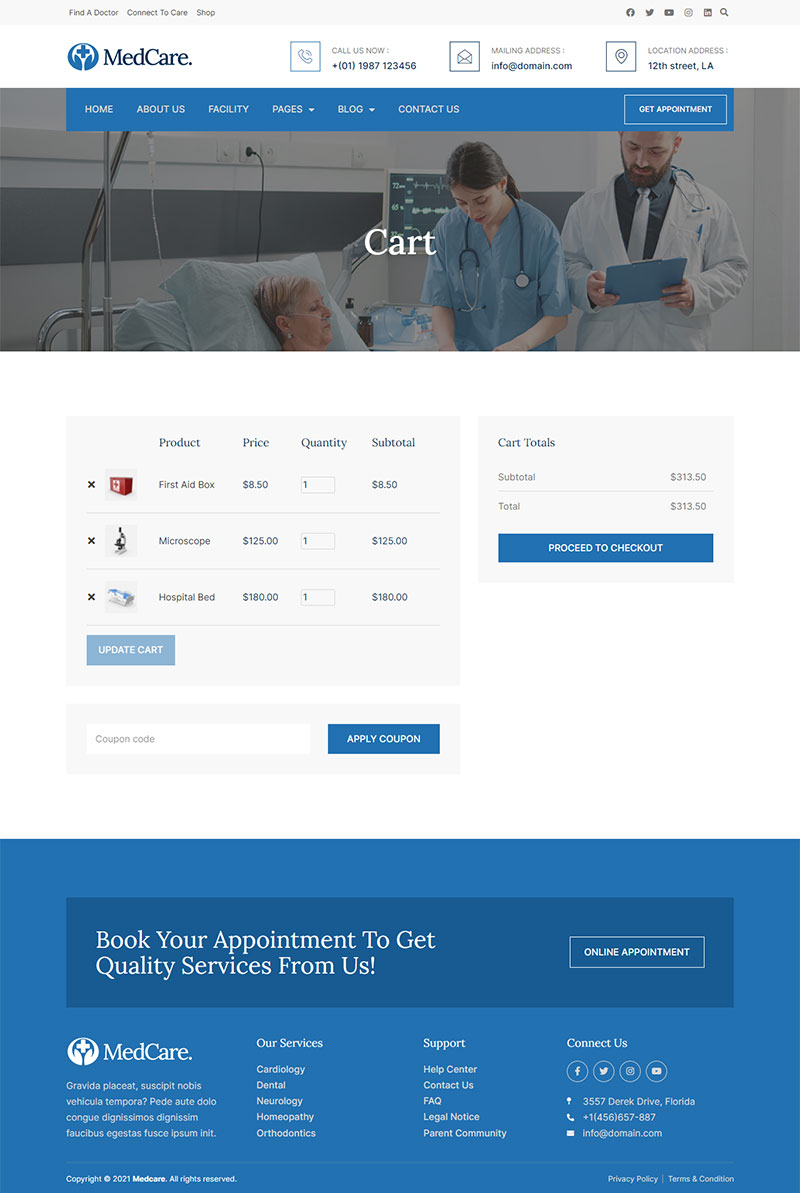 Find A Doctor Connect To Care Shop
MedCare.
CALL US NOW :
+(01) 1987 123456
MAILING ADDRESS :
info@domain.com
LOCATION ADDRESS :
12th street, LA
HOME ABOUT US FACILITY PAGES BLOG CONTACT US GET APPOINTMENT
72
65
Cart
Product Price Quantity Subtotal
× First Aid Box $8.50 1 $8.50
× Microscope $125.00 1 $125.00
× Hospital Bed $180.00 1 $180.00
UPDATE CART
Coupon code APPLY COUPON
Cart Totals
Subtotal $313.50
Total $313.50
PROCEED TO CHECKOUT
Book Your Appointment To Get
Quality Services From Us!
ONLINE APPOINTMENT
MedCare.
Gravida placeat, suscipit nobis
vehicula tempora? Pede aute dolo
congue dignissimos dignissim
faucibus egestas fusce ipsum init.
Our Services
Cardiology
Dental
Neurology
Homeopathy
Orthodontics
Support
Help Center
Contact Us
FAQ
Legal Notice
Parent Community
Connect Us
3557 Derek Drive, Florida
+1(456)657-887
info@domain.com
Copyright © 2021 Medcare. All rights reserved.
Privacy Policy | Terms & Condition